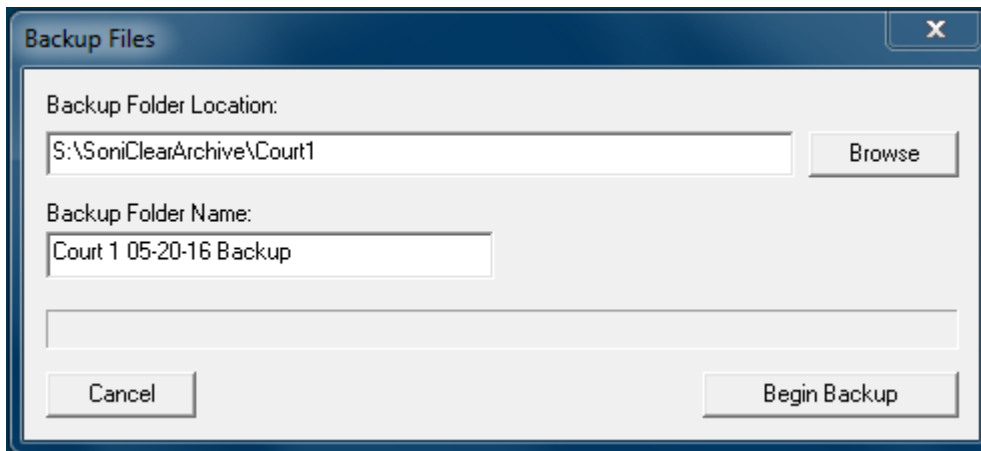 Backup Files
x
Backup Folder Location:
S:\SoniClearArchive\Court1
Browse
Backup Folder Name:
Court 1 05-20-16 Backup
Cancel
Begin Backup